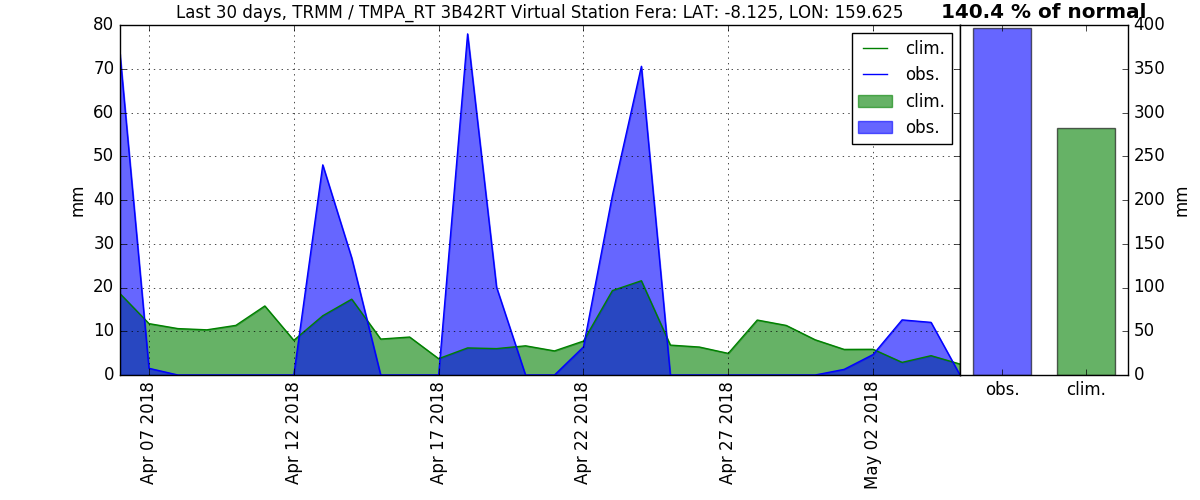 Last 30 days, TRMM / TMPA_RT 3B42RT Virtual Station Fera: LAT: -8.125, LON: 159.625
140.4 % of normal
80
70
60
50
40
30
20
10
0
mm
clim.
obs.
clim.
obs.
400
350
300
250
200
150
100
50
0
mm
Apr 07 2018
Apr 12 2018
Apr 17 2018
Apr 22 2018
Apr 27 2018
May 02 2018
obs.
clim.